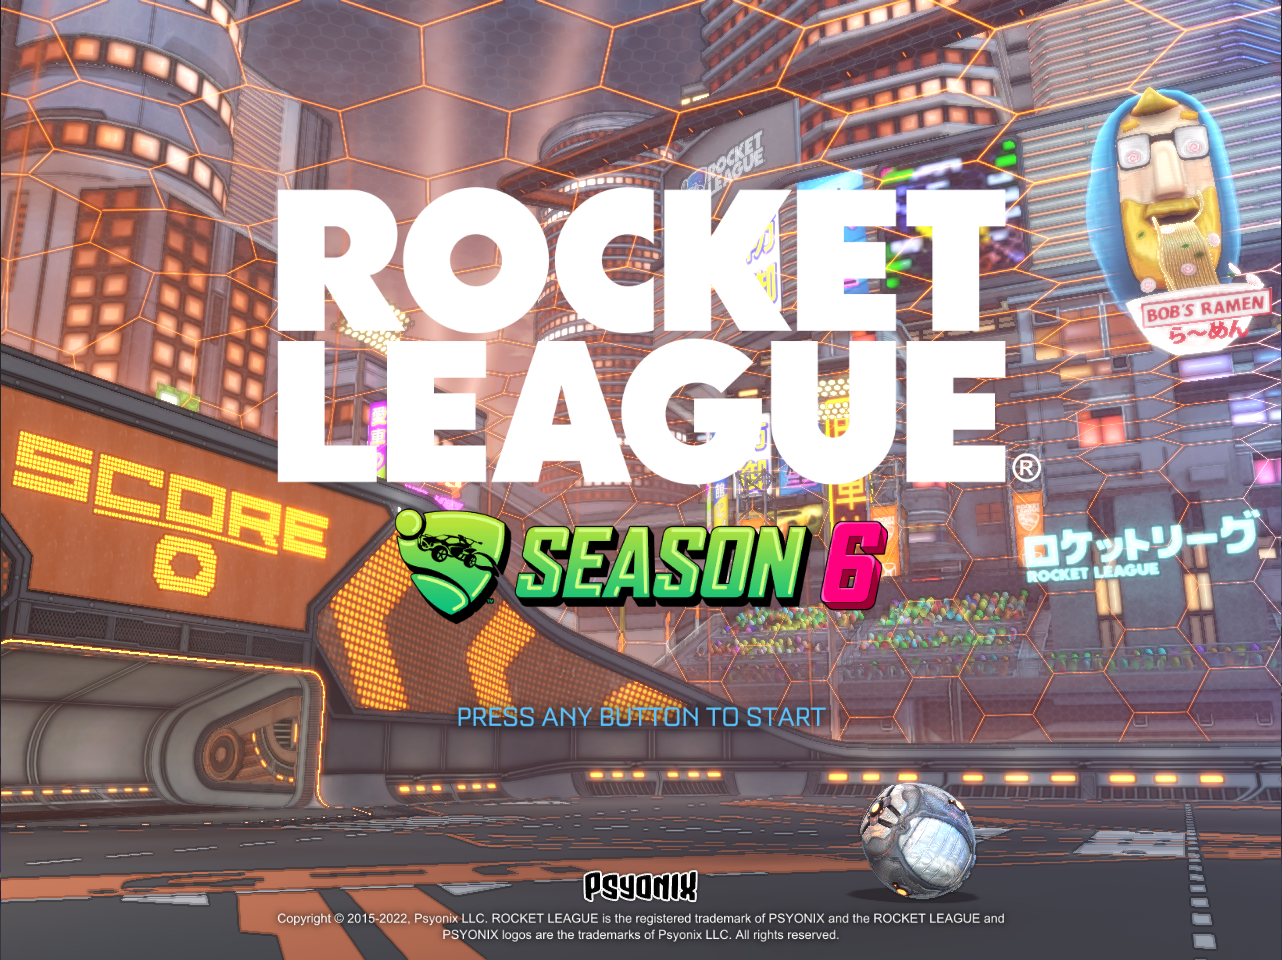 ROCKET
LEAGUE
ROCKET
LEAGUE®
BOB'S RAMEN
ら〜めん
SCORE
0
SEASON 6
ロケットリーグ
ROCKET LEAGUE
PRESS ANY BUTTON TO START
PSYONIX
Copyright © 2015-2022, Psyonix LLC. ROCKET LEAGUE is the registered trademark of PSYONIX and the ROCKET LEAGUE and
PSYONIX logos are the trademarks of Psyonix LLC. All rights reserved.